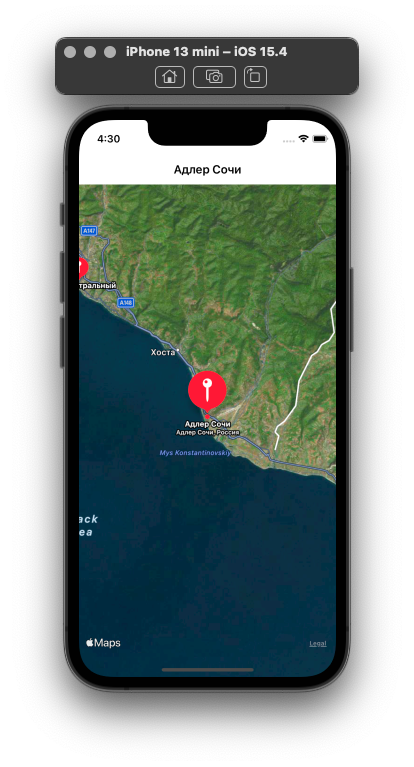 iPhone 13 mini – iOS 15.4
4:30
Адлер Сочи
A147
тральный
A148
Хоста
Адлер Сочи
Адлер Сочи, Россия
Mys Konstantinovskiy
ack
ea
Maps
Legal